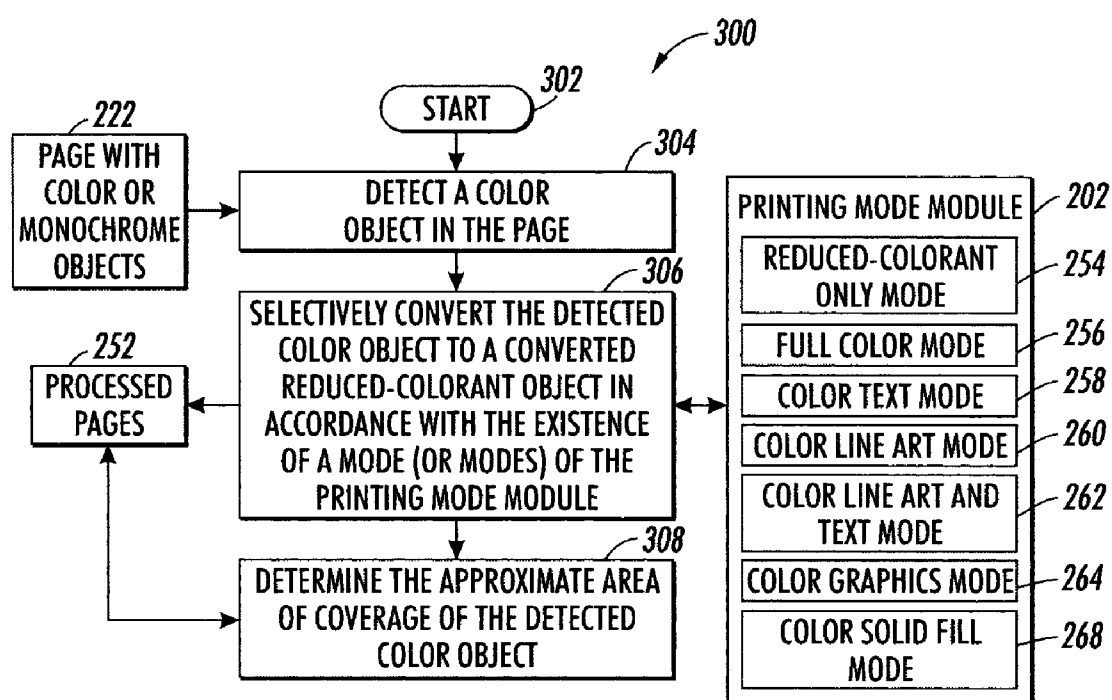 300
START
302
222
PAGE WITH
COLOR OR
MONOCHROME
OBJECTS
304
DETECT A COLOR
OBJECT IN THE PAGE
306
SELECTIVELY CONVERT THE DETECTED
COLOR OBJECT TO A CONVERTED
REDUCED-COLORANT OBJECT IN
ACCORDANCE WITH THE EXISTENCE
OF A MODE (OR MODES) OF THE
PRINTING MODE MODULE
252
PROCESSED
PAGES
308
DETERMINE THE APPROXIMATE AREA
OF COVERAGE OF THE DETECTED
COLOR OBJECT
PRINTING MODE MODULE
202
REDUCED-COLORANT
ONLY MODE
254
FULL COLOR MODE
256
COLOR TEXT MODE
258
COLOR LINE ART MODE
260
COLOR LINE ART AND
TEXT MODE
262
COLOR GRAPHICS MODE
264
COLOR SOLID FILL
MODE
268